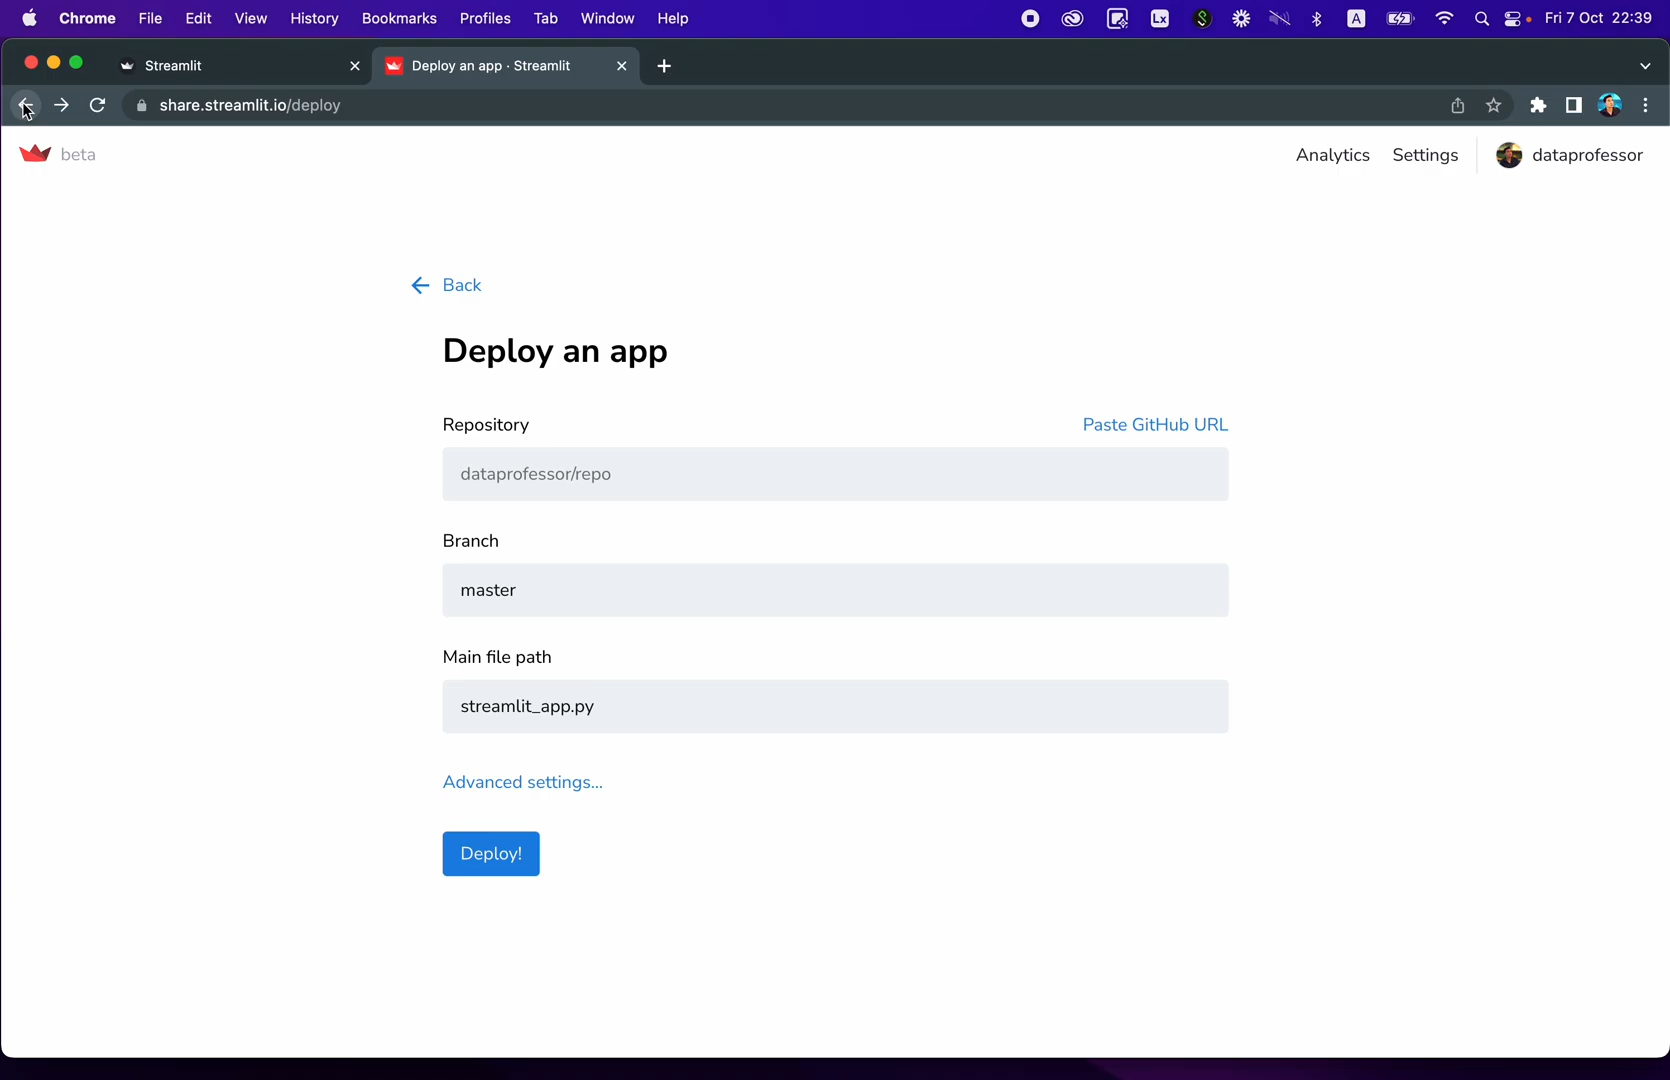 Chrome File Edit View History Bookmarks Profiles Tab Window Help Lx S A Fri 7 Oct 22:39
Streamlit Deploy an app · Streamlit
share.streamlit.io/deploy
beta Analytics Settings dataprofessor
Back
Deploy an app
Repository Paste GitHub URL
dataprofessor/repo
Branch
master
Main file path
streamlit_app.py
Advanced settings...
Deploy!